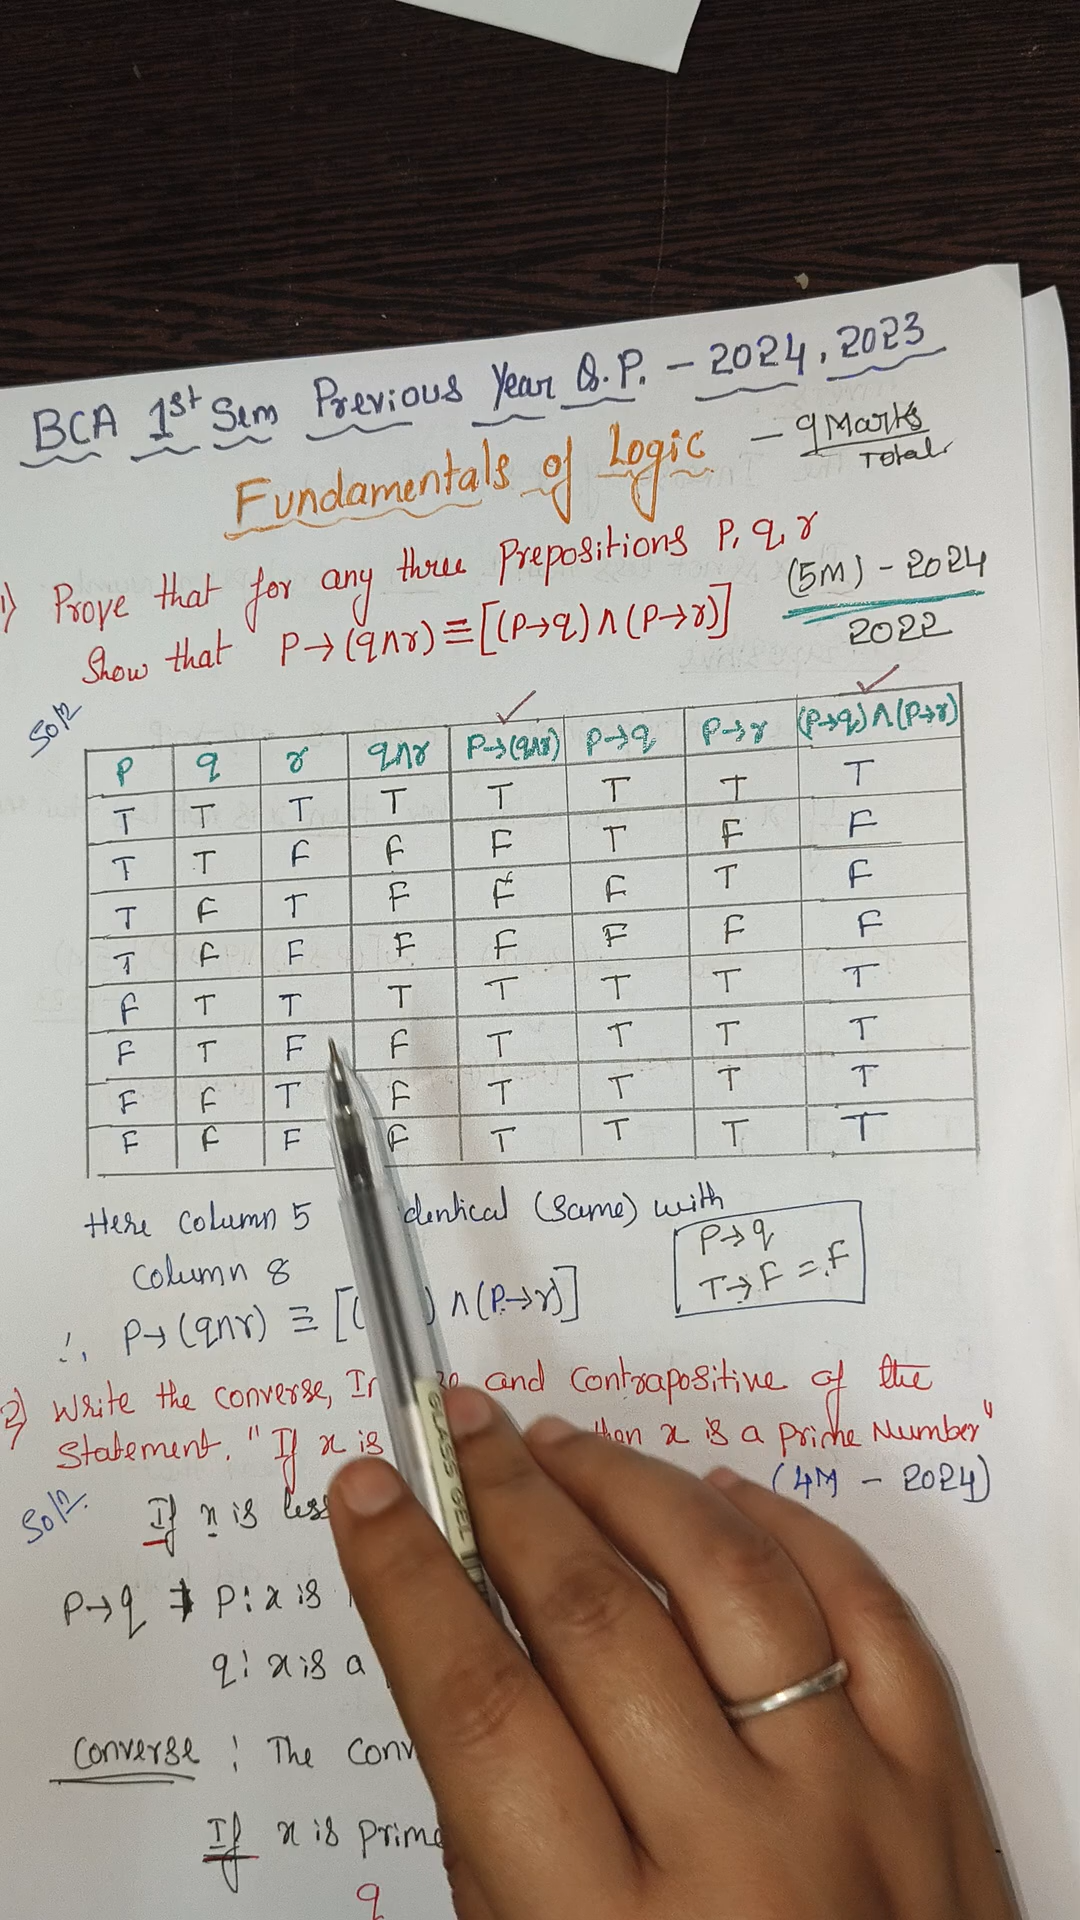 BCA 1st Sem Previous Year Q.P. - 2024, 2023
Fundamentals of Logic - 9 Marks
Total
1) Prove that for any three Prepositions P, q, r
Show that P→(q∧r) ≡ [(P→q)∧(P→r)]
(5M) - 2024
2022
Soln
P q r q∧r P→(q∧r) P→q P→r (P→q)∧(P→r)
T T T T T T T T
T T F F F T F F
T F T F F F T F
T F F F F F F F
F T T T T T T T
F T F F T T T T
F F T F T T T T
F F F F T T T T
Here column 5 identical (same) with
column 8
P→q
T→F = F
∴ P→(q∧r) ≡ [( ) ∧(P→r)]
2) Write the converse, and Contrapositive of the
Statement. "If x is then x is a prime Number"
(4M - 2024)
Soln. If x is less
P→q P: x is
q: x is a
Converse : The
If x is prime
q
GEL